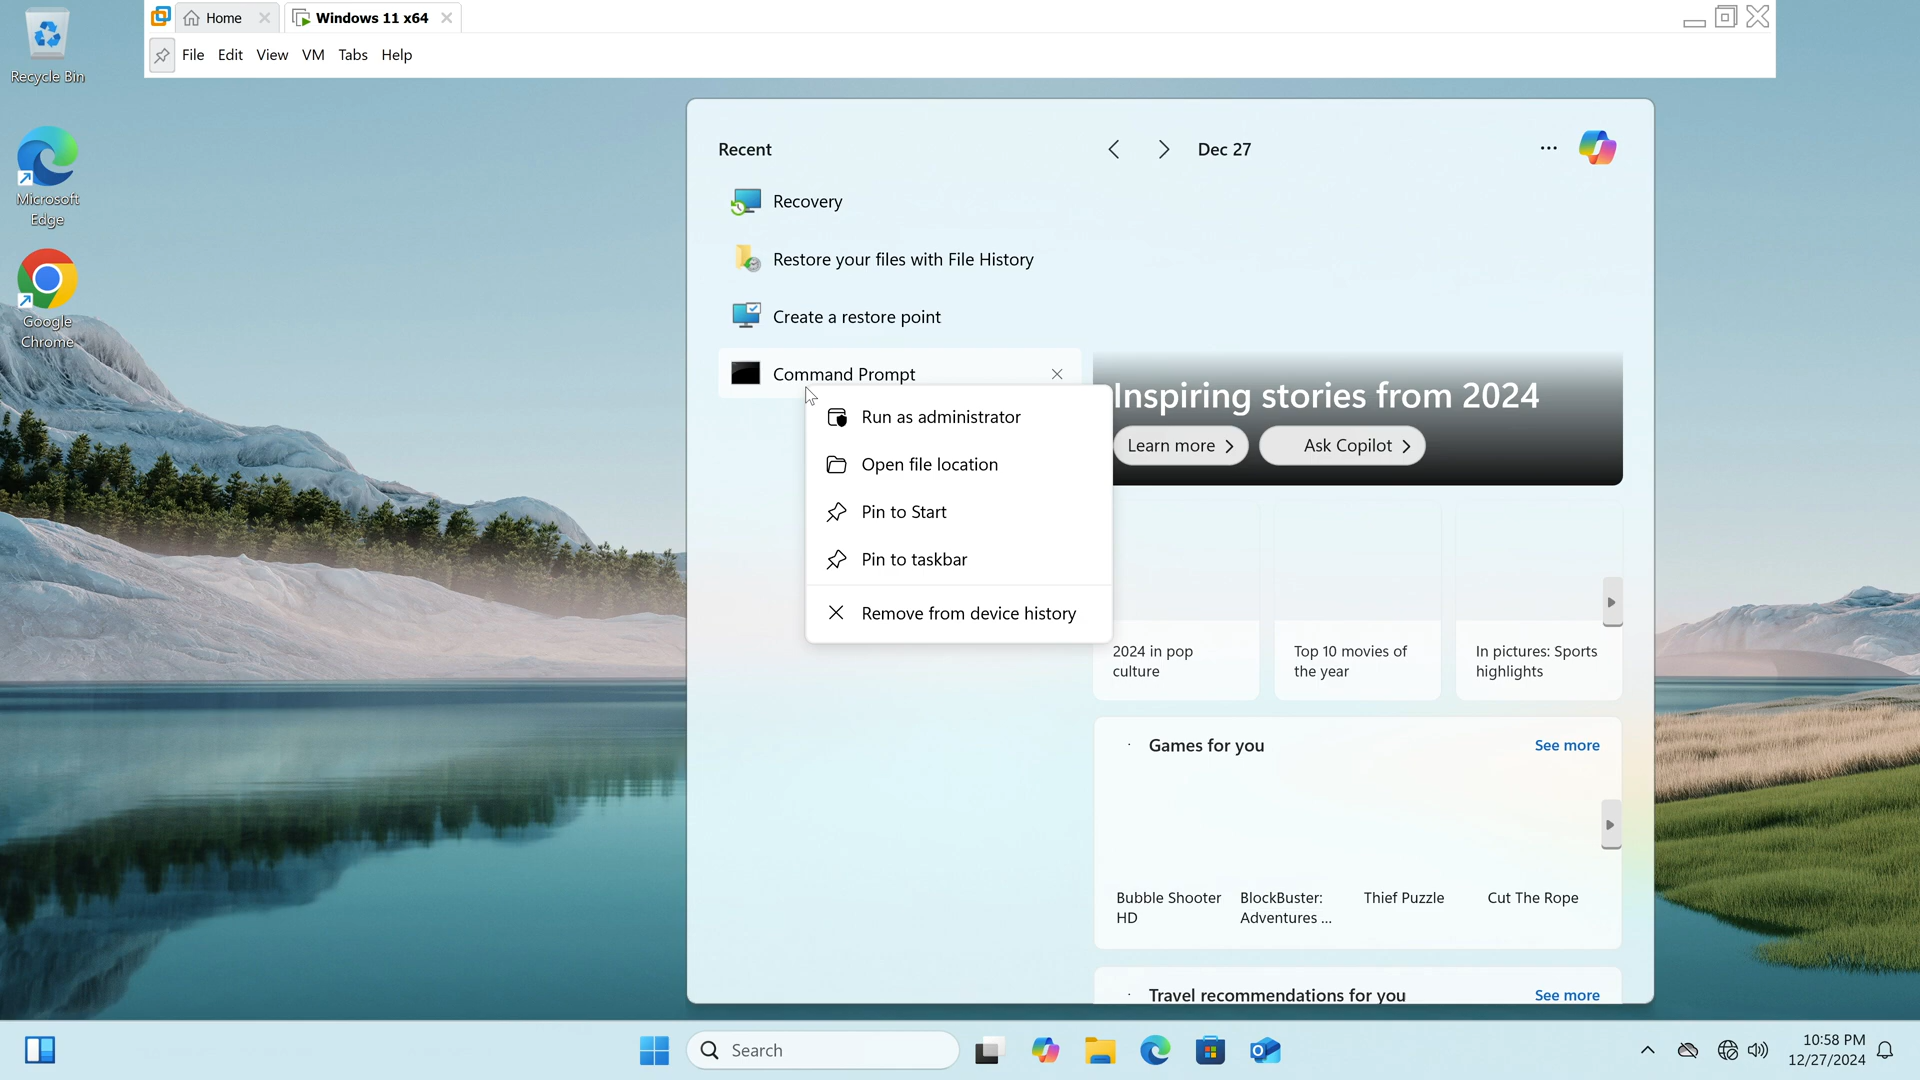 Home
Windows 11 x64
File Edit View VM Tabs Help
Recycle Bin
Microsoft
Edge
Google
Chrome
Recent
Recovery
Restore your files with File History
Create a restore point
Command Prompt
Run as administrator
Open file location
Pin to Start
Pin to taskbar
Remove from device history
Dec 27
Inspiring stories from 2024
Learn more
Ask Copilot
2024 in pop
culture
Top 10 movies of
the year
In pictures: Sports
highlights
Games for you
See more
Bubble Shooter
HD
BlockBuster:
Adventures ...
Thief Puzzle
Cut The Rope
Travel recommendations for you
See more
Search
10:58 PM
12/27/2024